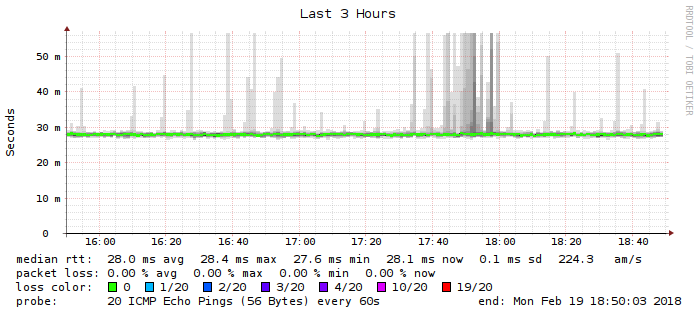 Last 3 Hours
RRDTOOL / TOBI OETIKER
Seconds
50 m
40 m
30 m
20 m
10 m
0
16:00 16:20 16:40 17:00 17:20 17:40 18:00 18:20 18:40
median rtt: 28.0 ms avg 28.4 ms max 27.6 ms min 28.1 ms now 0.1 ms sd 224.3 am/s
packet loss: 0.00 % avg 0.00 % max 0.00 % min 0.00 % now
loss color: 0 1/20 2/20 3/20 4/20 10/20 19/20
probe: 20 ICMP Echo Pings (56 Bytes) every 60s end: Mon Feb 19 18:50:03 2018